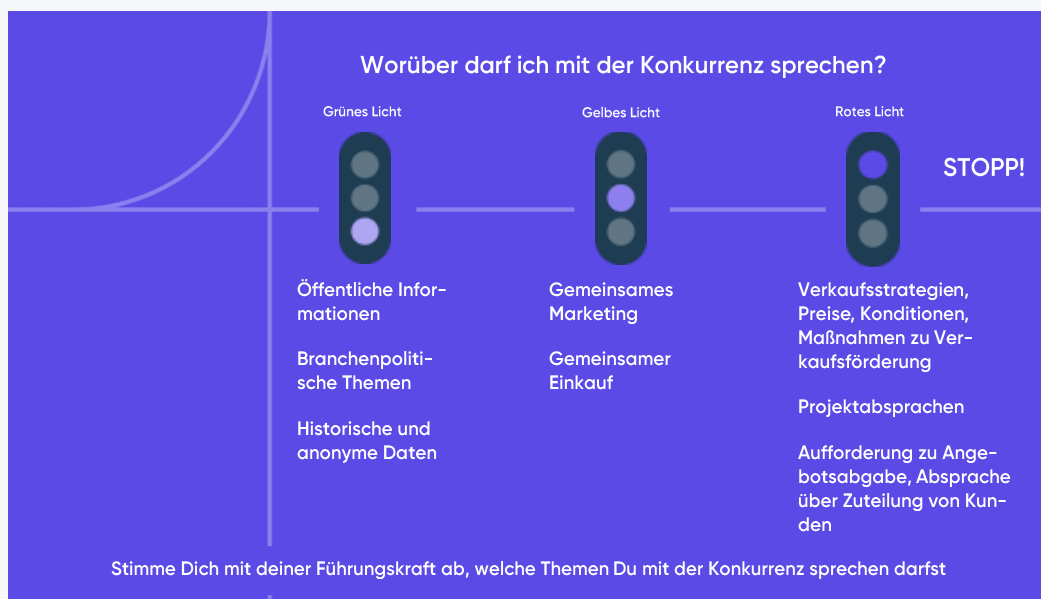 Worüber darf ich mit der Konkurrenz sprechen?
Grünes Licht
Gelbes Licht
Rotes Licht
STOPP!
Öffentliche Infor-
mationen
Branchenpoliti-
sche Themen
Historische und
anonyme Daten
Gemeinsames
Marketing
Gemeinsamer
Einkauf
Verkaufsstrategien,
Preise, Konditionen,
Maßnahmen zu Ver-
kaufsförderung
Projektabsprachen
Aufforderung zu Ange-
botsabgabe, Absprache
über Zuteilung von Kun-
den
Stimme Dich mit deiner Führungskraft ab, welche Themen Du mit der Konkurrenz sprechen darfst